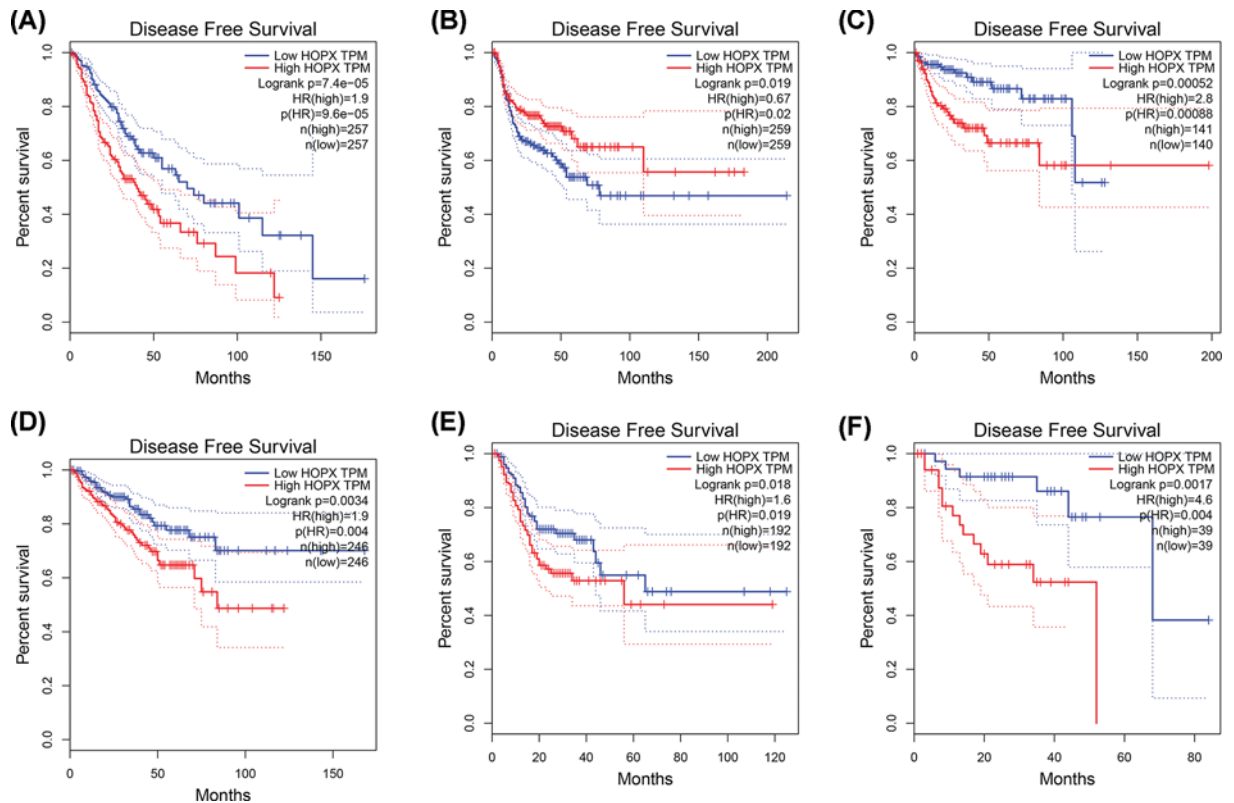 (A)
Disease Free Survival
Low HOPX TPM
High HOPX TPM
Logrank p=7.4e−05
HR(high)=1.9
p(HR)=9.6e−05
n(high)=257
n(low)=257
Percent survival
0.0 0.2 0.4 0.6 0.8 1.0
0 50 100 150
Months
(B)
Disease Free Survival
Low HOPX TPM
High HOPX TPM
Logrank p=0.019
HR(high)=0.67
p(HR)=0.02
n(high)=259
n(low)=259
Percent survival
0.0 0.2 0.4 0.6 0.8 1.0
0 50 100 150 200
Months
(C)
Disease Free Survival
Low HOPX TPM
High HOPX TPM
Logrank p=0.00052
HR(high)=2.8
p(HR)=0.00088
n(high)=141
n(low)=140
Percent survival
0.0 0.2 0.4 0.6 0.8 1.0
0 50 100 150 200
Months
(D)
Disease Free Survival
Low HOPX TPM
High HOPX TPM
Logrank p=0.0034
HR(high)=1.9
p(HR)=0.004
n(high)=246
n(low)=246
Percent survival
0.0 0.2 0.4 0.6 0.8 1.0
0 50 100 150
Months
(E)
Disease Free Survival
Low HOPX TPM
High HOPX TPM
Logrank p=0.018
HR(high)=1.6
p(HR)=0.019
n(high)=192
n(low)=192
Percent survival
0.0 0.2 0.4 0.6 0.8 1.0
0 20 40 60 80 100 120
Months
(F)
Disease Free Survival
Low HOPX TPM
High HOPX TPM
Logrank p=0.0017
HR(high)=4.6
p(HR)=0.004
n(high)=39
n(low)=39
Percent survival
0.0 0.2 0.4 0.6 0.8 1.0
0 20 40 60 80
Months